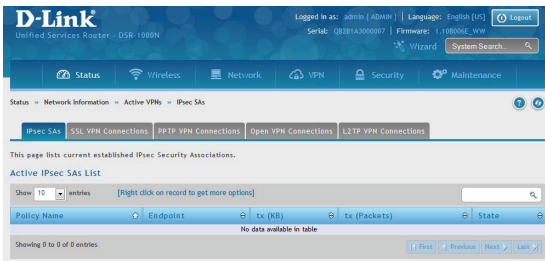 D-Link
Logged in as: admin ( ADMIN ) | Language: English [US] Logout
Unified Services Router - DSR-1000N
Serial: QB2B1A3000007 | Firmware: 1.10B006E_WW
Wizard System Search..
Status Wireless Network VPN Security Maintenance
Status » Network Information » Active VPNs » IPsec SAs
IPsec SAs SSL VPN Connections PPTP VPN Connections Open VPN Connections L2TP VPN Connections
This page lists current established IPsec Security Associations.
Active IPsec SAs List
Show 10 entries [Right click on record to get more options]
Policy Name Endpoint tx (KB) tx (Packets) State
No data available in table
Showing 0 to 0 of 0 entries First Previous Next Last